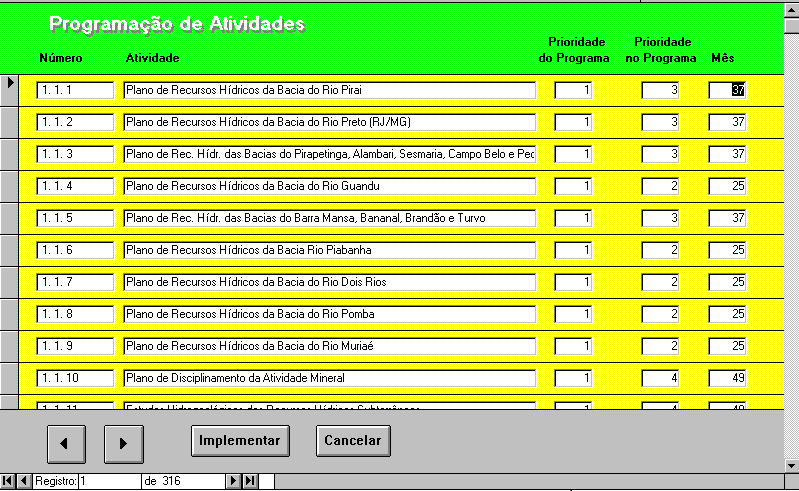 Programação de Atividades
Número Atividade Prioridade do Programa Prioridade no Programa Mês
1. 1. 1 Plano de Recursos Hídricos da Bacia do Rio Pirai 1 3 37
1. 1. 2 Plano de Recursos Hídricos da Bacia do Rio Preto (RJ/MG) 1 3 37
1. 1. 3 Plano de Rec. Hídr. das Bacias do Pirapetinga, Alambari, Sesmaria, Campo Belo e Pec 1 3 37
1. 1. 4 Plano de Recursos Hídricos da Bacia do Rio Guandu 1 2 25
1. 1. 5 Plano de Rec. Hídr. das Bacias do Barra Mansa, Bananal, Brandão e Turvo 1 3 37
1. 1. 6 Plano de Recursos Hídricos da Bacia Rio Piabanha 1 2 25
1. 1. 7 Plano de Recursos Hídricos da Bacia do Rio Dois Rios 1 2 25
1. 1. 8 Plano de Recursos Hídricos da Bacia do Rio Pomba 1 2 25
1. 1. 9 Plano de Recursos Hídricos da Bacia do Rio Muriaé 1 2 25
1. 1. 10 Plano de Disciplinamento da Atividade Mineral 1 4 49
1. 1. 11 Estudos Hidrogeológicos dos Recursos Hídricos Subterrâneos 1 4 49
Implementar Cancelar
Registro: 1 de 316